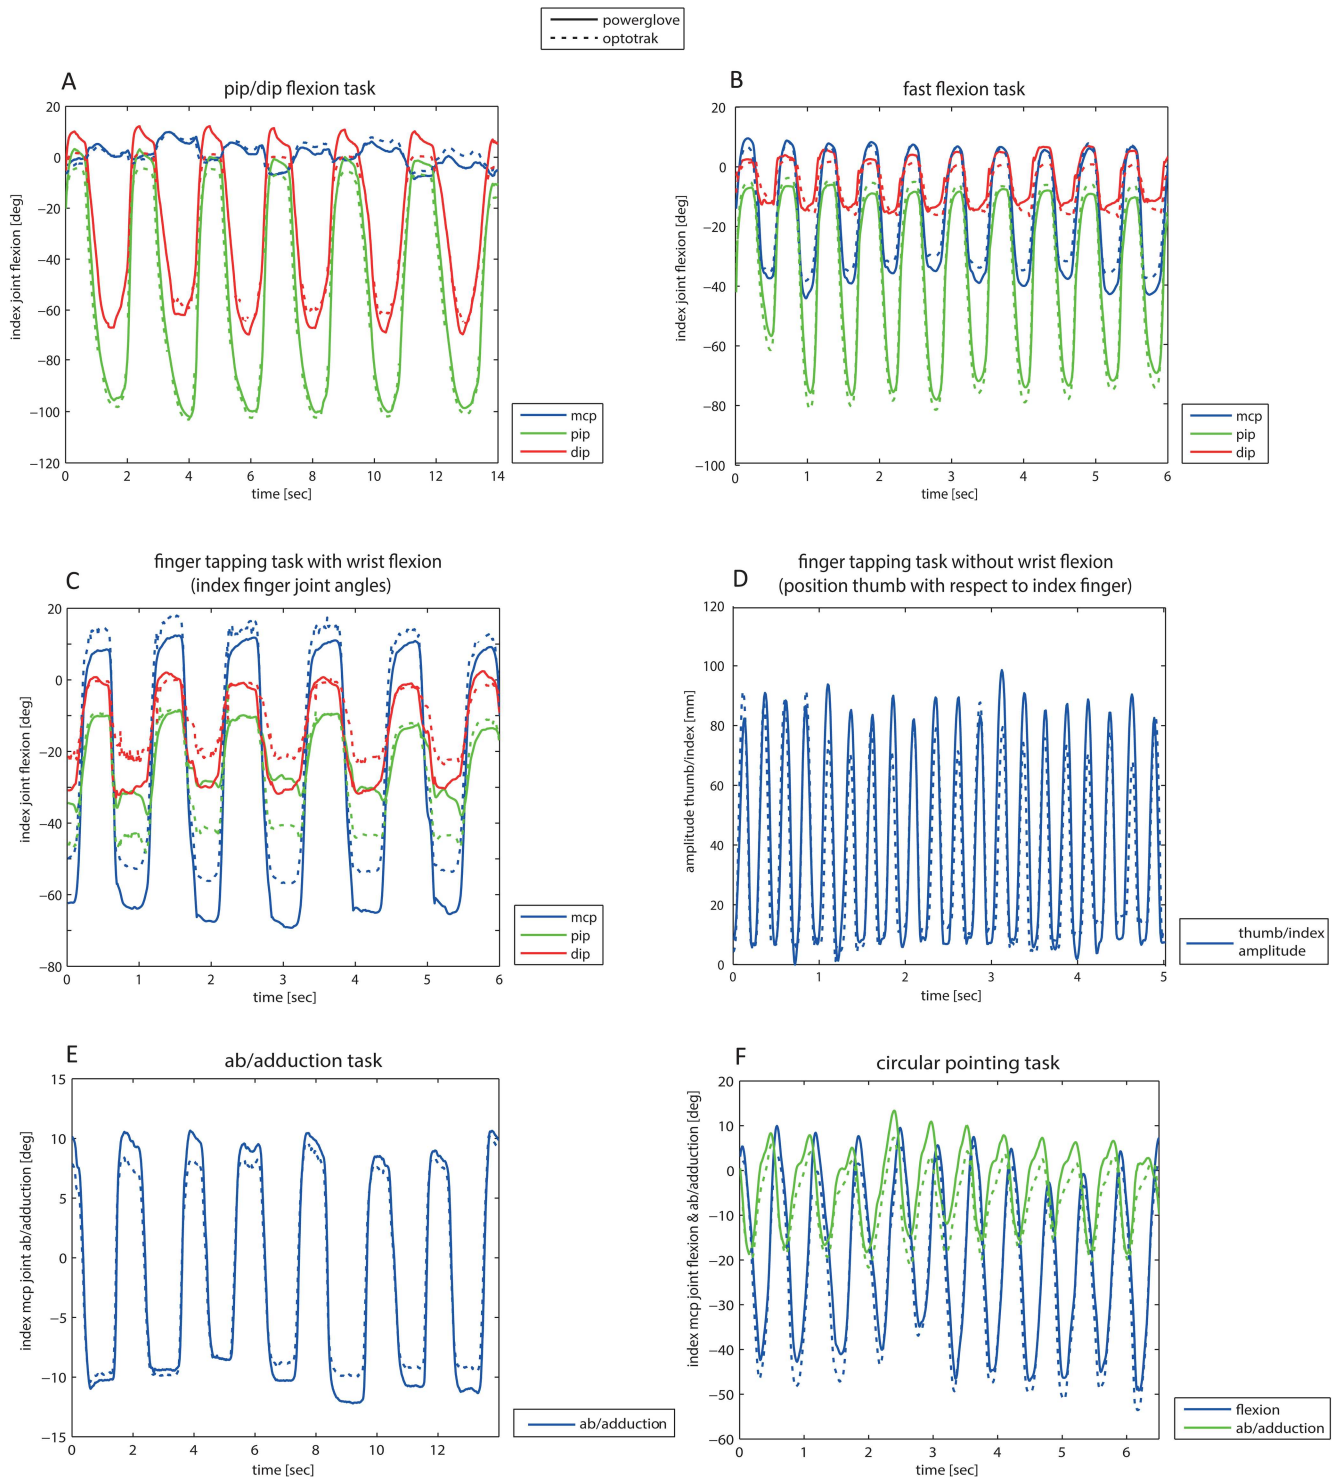 powerglove
optotrak
A
pip/dip flexion task
20
0
−20
−40
−60
−80
−100
−120
index joint flexion [deg]
0 2 4 6 8 10 12 14
time [sec]
mcp
pip
dip
B
fast flexion task
20
0
−20
−40
−60
−80
−100
index joint flexion [deg]
0 1 2 3 4 5 6
time [sec]
mcp
pip
dip
C
finger tapping task with wrist flexion
(index finger joint angles)
20
0
−20
−40
−60
−80
index joint flexion [deg]
0 1 2 3 4 5 6
time [sec]
mcp
pip
dip
D
finger tapping task without wrist flexion
(position thumb with respect to index finger)
120
100
80
60
40
20
0
amplitude thumb/index [mm]
0 1 2 3 4 5
time [sec]
thumb/index
amplitude
E
ab/adduction task
15
10
5
0
−5
−10
−15
index mcp joint ab/adduction [deg]
0 2 4 6 8 10 12
time [sec]
ab/adduction
F
circular pointing task
20
10
0
−10
−20
−30
−40
−50
−60
index mcp joint flexion & ab/adduction [deg]
0 1 2 3 4 5 6
time [sec]
flexion
ab/adduction